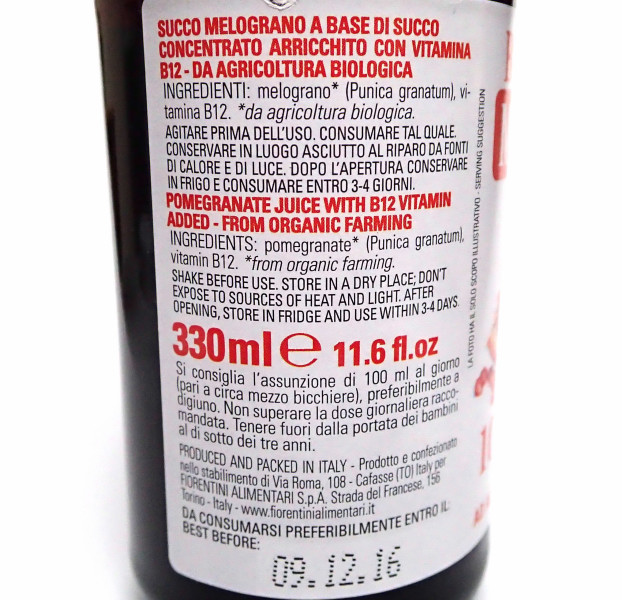 SUCCO MELOGRANO A BASE DI SUCCO
CONCENTRATO ARRICCHITO CON VITAMINA
B12 - DA AGRICOLTURA BIOLOGICA
INGREDIENTI: melograno* (Punica granatum), vi-
tamina B12. *da agricoltura biologica.
AGITARE PRIMA DELL'USO. CONSUMARE TAL QUALE.
CONSERVARE IN LUOGO ASCIUTTO AL RIPARO DA FONTI
DI CALORE E DI LUCE. DOPO L'APERTURA CONSERVARE
IN FRIGO E CONSUMARE ENTRO 3-4 GIORNI.
POMEGRANATE JUICE WITH B12 VITAMIN
ADDED - FROM ORGANIC FARMING
INGREDIENTS: pomegranate* (Punica granatum),
vitamin B12. *from organic farming.
SHAKE BEFORE USE. STORE IN A DRY PLACE; DON'T
EXPOSE TO SOURCES OF HEAT AND LIGHT. AFTER
OPENING, STORE IN FRIDGE AND USE WITHIN 3-4 DAYS.
330ml ℮ 11.6 fl.oz
Si consiglia l'assunzione di 100 ml al giorno
(pari a circa mezzo bicchiere), preferibilmente a
digiuno. Non superare la dose giornaliera racco-
mandata. Tenere fuori dalla portata dei bambini
al di sotto dei tre anni.
PRODUCED AND PACKED IN ITALY - Prodotto e confezionato
nello stabilimento di Via Roma, 108 - Cafasse (TO) Italy per
FIORENTINI ALIMENTARI S.p.A. Strada del Francese, 156
Torino - Italy - www.fiorentinialimentari.it
DA CONSUMARSI PREFERIBILMENTE ENTRO IL:
BEST BEFORE:
09.12.16
LA FOTO HA IL SOLO SCOPO ILLUSTRATIVO - SERVING SUGGESTION